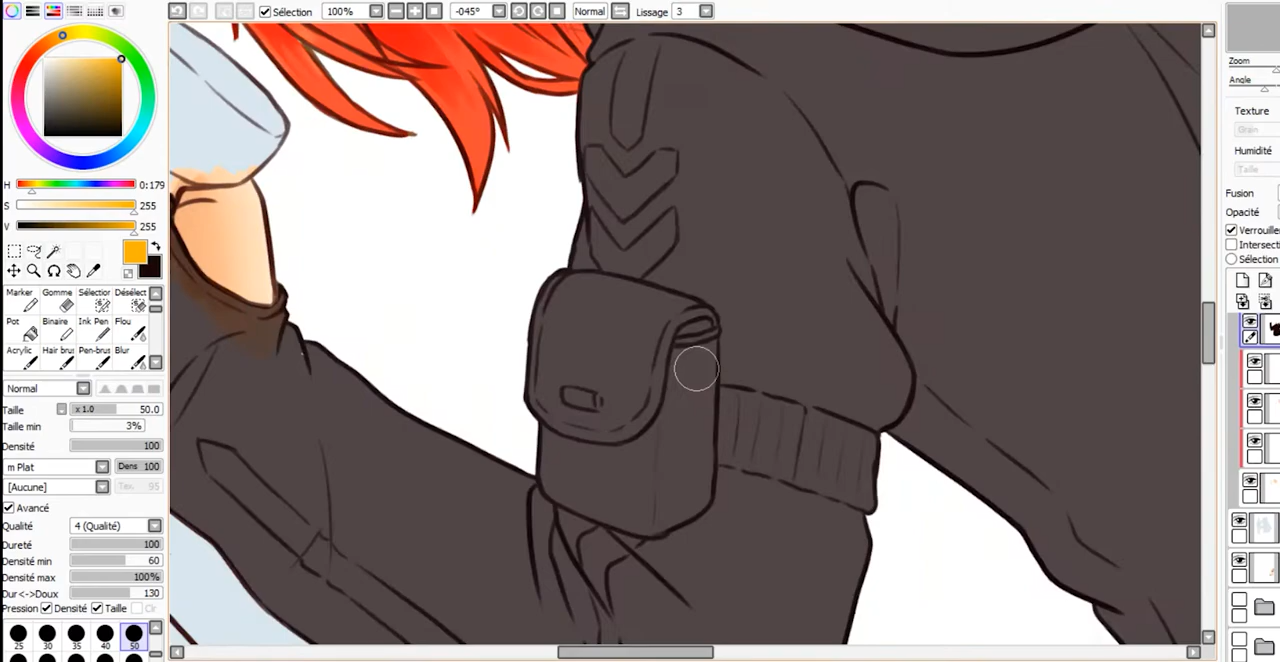 Sélection 100% -045° Normal Lissage 3
Zoom
Angle
H 0:179
S 255
V 255
Marker Gomme Sélection Désélect
Pot Binaire Ink Pen Flou
Acrylic Hair brus Pen-brus Blur
Normal
Taille x 1.0 50.0
Taille min 3%
Densité 100
m Plat Dens 100
[Aucune] Tex. 95
Avancé
Qualité 4 (Qualité)
Dureté 100
Densité min 60
Densité max 100%
Dur <->Doux 130
Pression Densité Taille Clr
25 30 35 40 50
Texture
Grain
Humidité
Taille
Fusion
Opacité
Verrouille
Intersect
Sélection